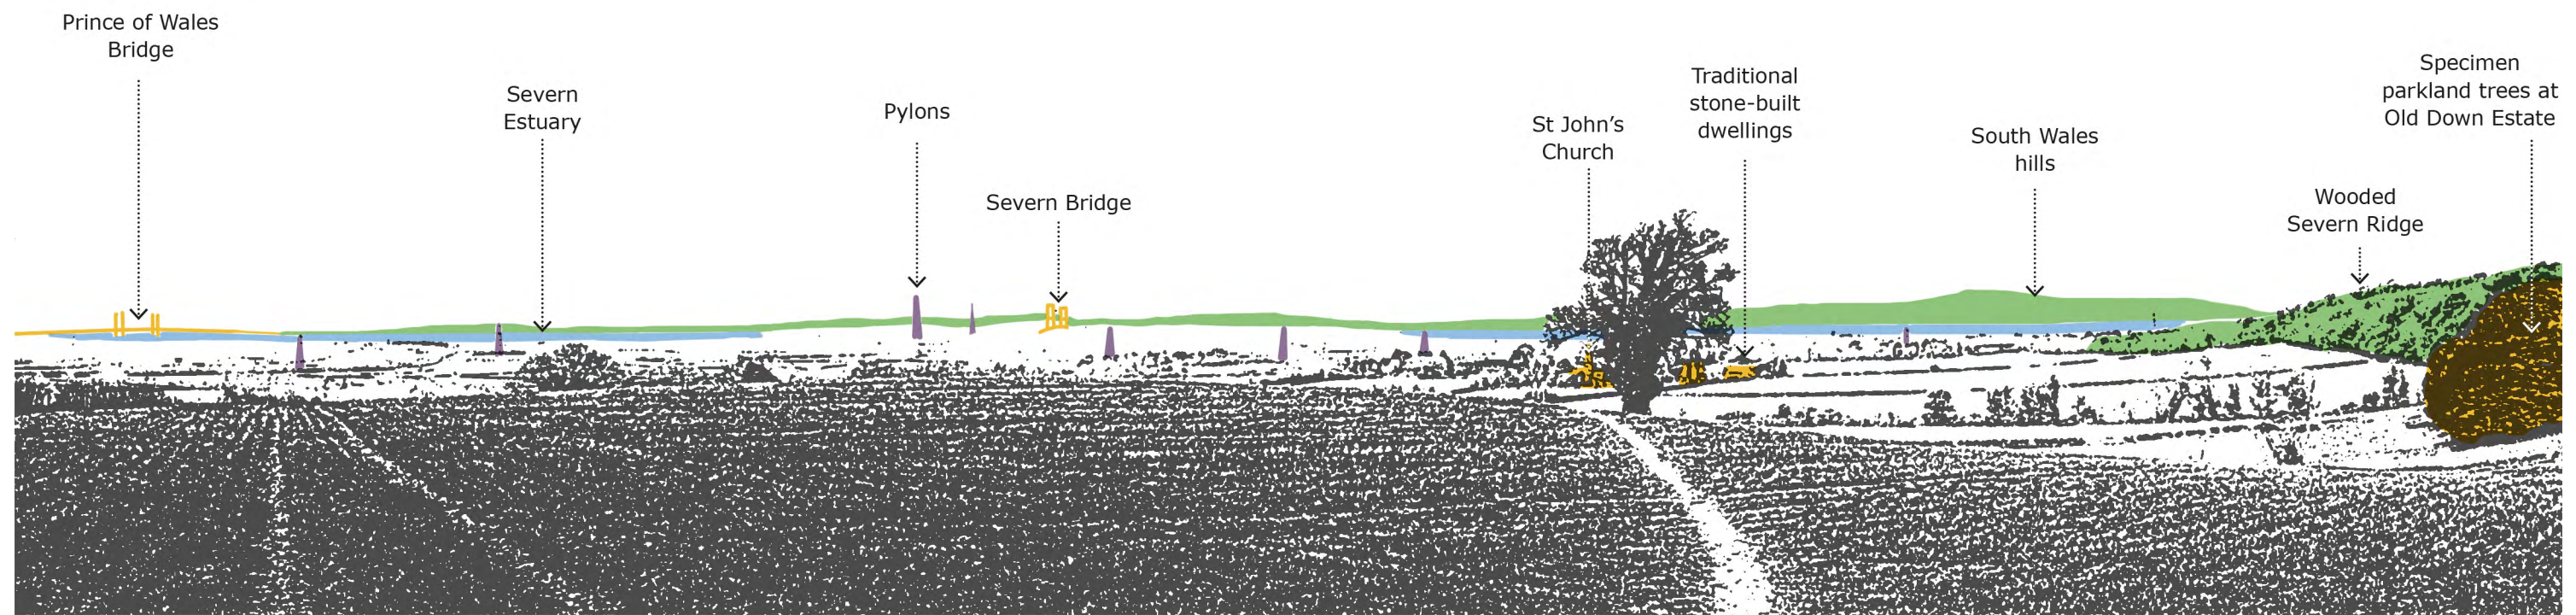 Prince of Wales
Bridge
Severn
Estuary
Pylons
Severn Bridge
St John’s
Church
Traditional
stone-built
dwellings
South Wales
hills
Wooded
Severn Ridge
Specimen
parkland trees at
Old Down Estate